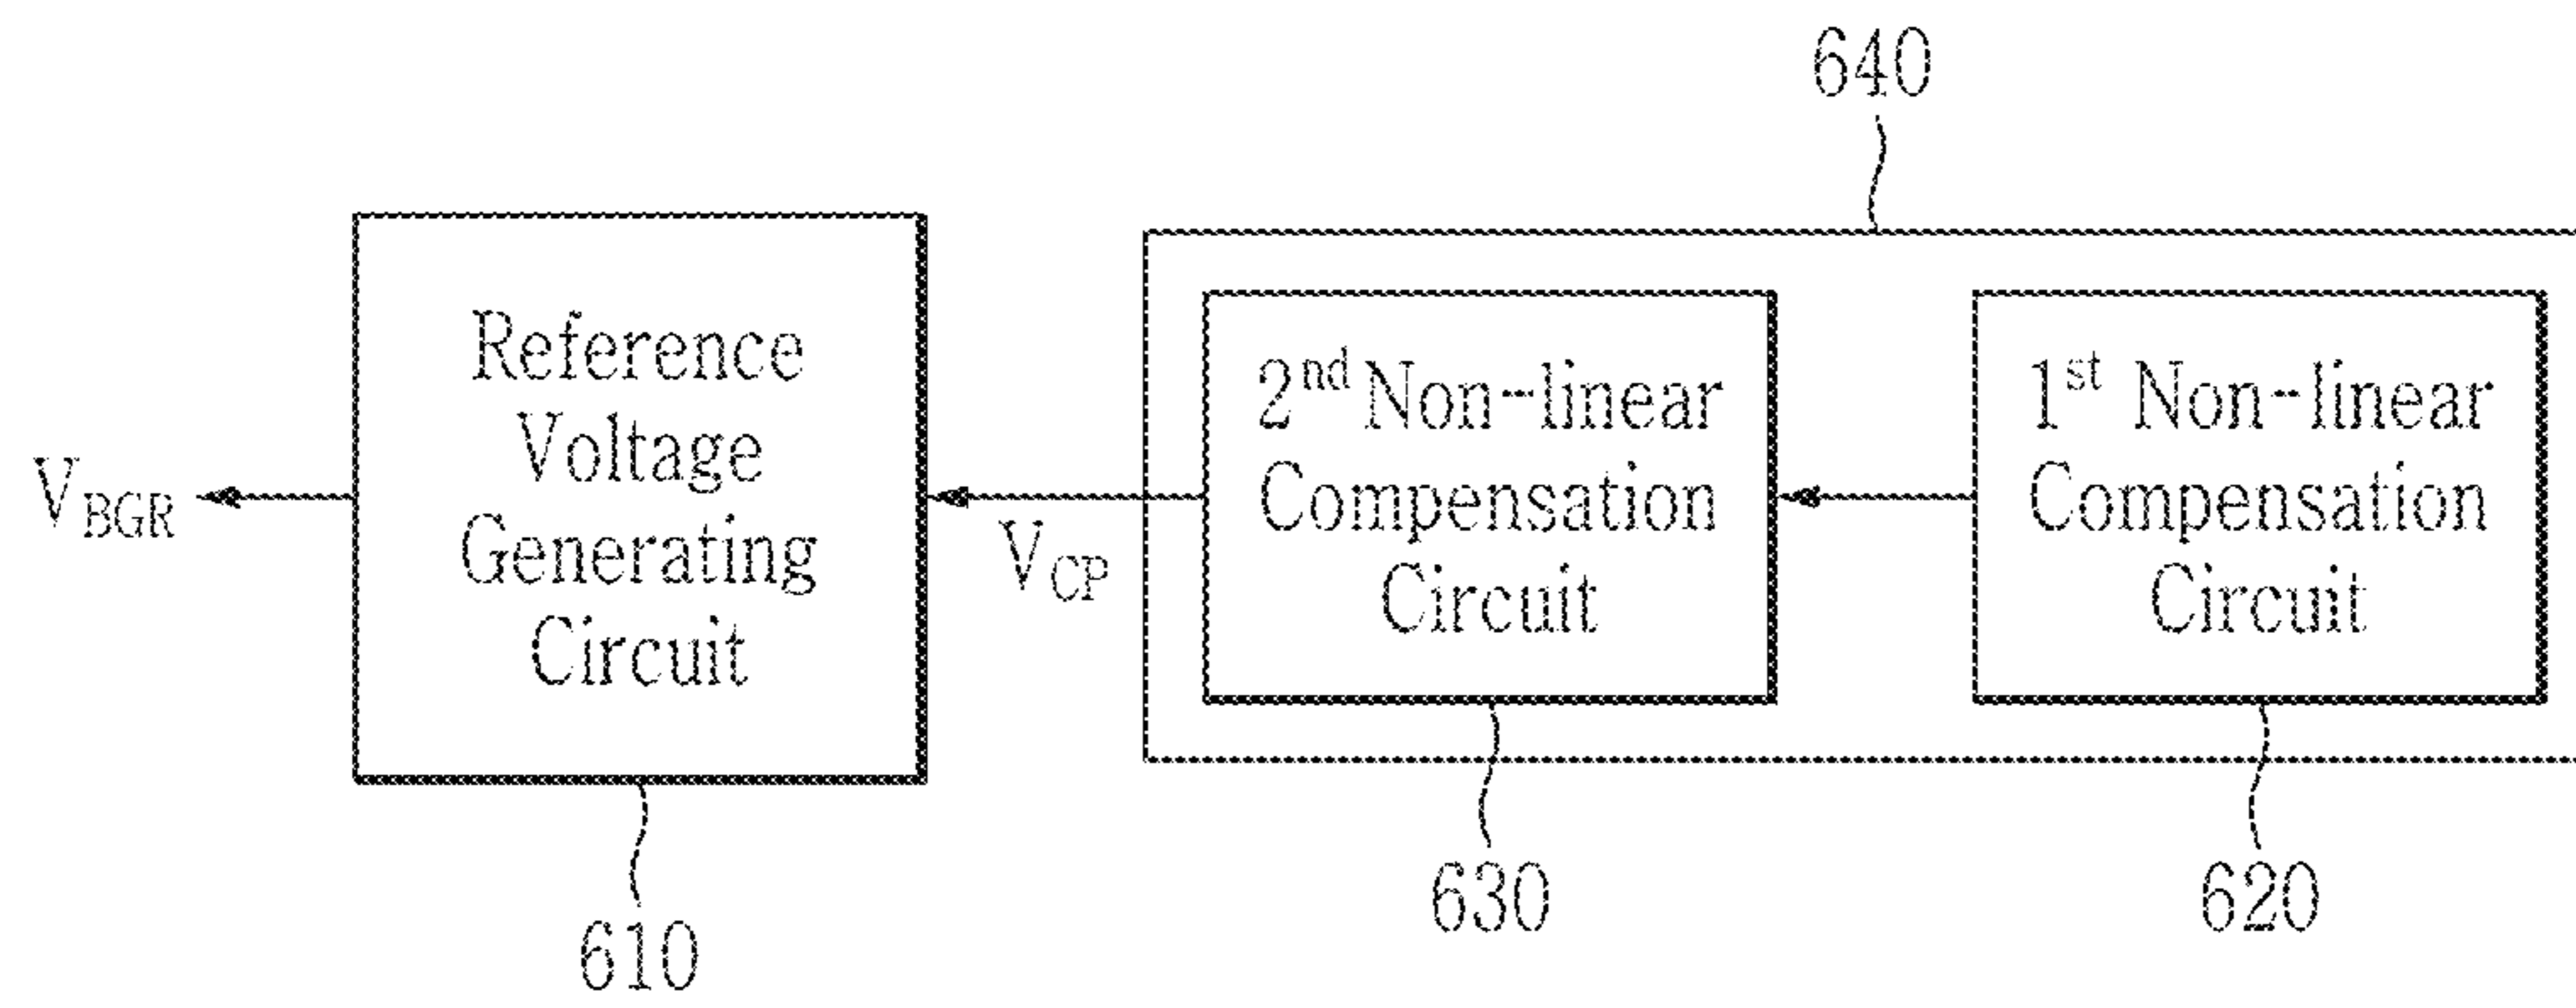 640
Reference
Voltage
Generating
Circuit
2nd Non-linear
Compensation
Circuit
1st Non-linear
Compensation
Circuit
VBGR
VCP
630
620
610